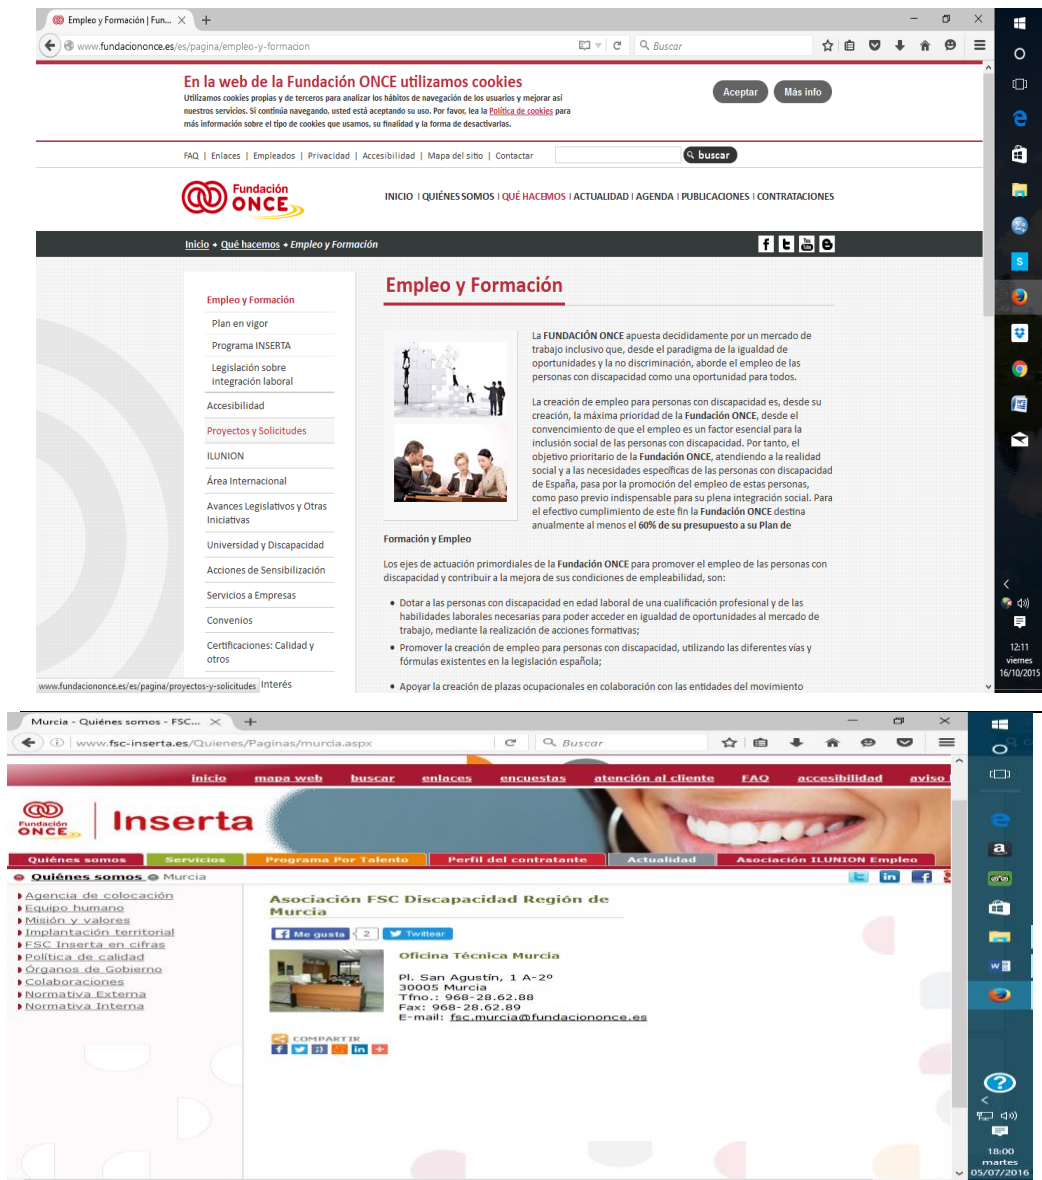 Empleo y Formación | Fun...
www.fundaciononce.es/es/pagina/empleo-y-formacion
Buscar
En la web de la Fundación ONCE utilizamos cookies
Utilizamos cookies propias y de terceros para analizar los hábitos de navegación de los usuarios y mejorar así
nuestros servicios. Si continúa navegando, usted está aceptando su uso. Por favor, lea la Política de cookies para
más información sobre el tipo de cookies que usamos, su finalidad y la forma de desactivarlas.
Aceptar
Más info
FAQ | Enlaces | Empleados | Privacidad | Accesibilidad | Mapa del sitio | Contactar
buscar
Fundación
ONCE
INICIO | QUIÉNES SOMOS | QUÉ HACEMOS | ACTUALIDAD | AGENDA | PUBLICACIONES | CONTRATACIONES
Inicio Qué hacemos Empleo y Formación
Empleo y Formación
Plan en vigor
Programa INSERTA
Legislación sobre
integración laboral
Accesibilidad
Proyectos y Solicitudes
ILUNION
Área Internacional
Avances Legislativos y Otras
Iniciativas
Universidad y Discapacidad
Acciones de Sensibilización
Servicios a Empresas
Convenios
Certificaciones: Calidad y
otros
Interés
www.fundaciononce.es/es/pagina/proyectos-y-solicitudes
Empleo y Formación
La FUNDACIÓN ONCE apuesta decididamente por un mercado de
trabajo inclusivo que, desde el paradigma de la igualdad de
oportunidades y la no discriminación, aborde el empleo de las
personas con discapacidad como una oportunidad para todos.
La creación de empleo para personas con discapacidad es, desde su
creación, la máxima prioridad de la Fundación ONCE, desde el
convencimiento de que el empleo es un factor esencial para la
inclusión social de las personas con discapacidad. Por tanto, el
objetivo prioritario de la Fundación ONCE, atendiendo a la realidad
social y a las necesidades específicas de las personas con discapacidad
de España, pasa por la promoción del empleo de estas personas,
como paso previo indispensable para su plena integración social. Para
el efectivo cumplimiento de este fin la Fundación ONCE destina
anualmente al menos el 60% de su presupuesto a su Plan de
Formación y Empleo
Los ejes de actuación primordiales de la Fundación ONCE para promover el empleo de las personas con
discapacidad y contribuir a la mejora de sus condiciones de empleabilidad, son:
• Dotar a las personas con discapacidad en edad laboral de una cualificación profesional y de las
habilidades laborales necesarias para poder acceder en igualdad de oportunidades al mercado de
trabajo, mediante la realización de acciones formativas;
• Promover la creación de empleo para personas con discapacidad, utilizando las diferentes vías y
fórmulas existentes en la legislación española;
• Apoyar la creación de plazas ocupacionales en colaboración con las entidades del movimiento
12:11
viernes
16/10/2015
Murcia - Quiénes somos - FSC...
www.fsc-inserta.es/Quienes/Paginas/murcia.aspx
Buscar
inicio mapa web buscar enlaces encuestas atención al cliente FAQ accesibilidad aviso
Fundación
ONCE
Inserta
Quiénes somos Servicios Programa Por Talento Perfil del contratante Actualidad Asociación ILUNION Empleo
Quiénes somos Murcia
Agencia de colocación
Equipo humano
Misión y valores
Implantación territorial
FSC Inserta en cifras
Política de calidad
Órganos de Gobierno
Colaboraciones
Normativa Externa
Normativa Interna
Asociación FSC Discapacidad Región de
Murcia
Me gusta 2 Twittear
Oficina Técnica Murcia
Pl. San Agustín, 1 A-2º
30005 Murcia
Tfno.: 968-28.62.88
Fax: 968-28.62.89
E-mail: fsc.murcia@fundaciononce.es
COMPARTIR
18:00
martes
05/07/2016